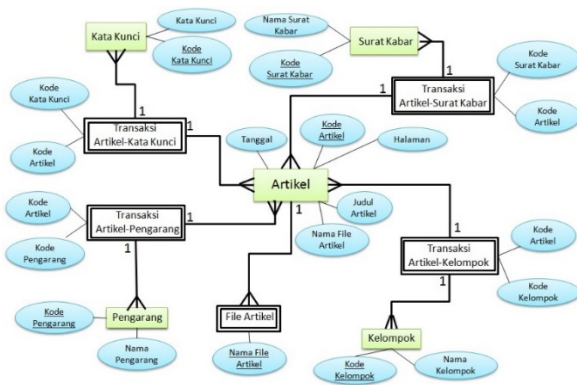 Kata Kunci
Kata Kunci
Kode
Kata Kunci
Nama Surat
Kabar
Kode
Surat Kabar
Surat Kabar
Kode
Surat Kabar
Kode
Artikel
1
Transaksi
Artikel-Surat Kabar
1
Kode
Kata Kunci
Kode
Artikel
1
Transaksi
Artikel-Kata Kunci
1
Tanggal
Kode
Artikel
Halaman
Artikel
1
Judul
Artikel
Nama File
Artikel
Kode
Artikel
Kode
Pengarang
Transaksi
Artikel-Pengarang
1
1
1
Transaksi
Artikel-Kelompok
1
Kode
Artikel
Kode
Kelompok
Kode
Pengarang
Pengarang
Nama
Pengarang
File Artikel
Nama File
Artikel
Kelompok
Kode
Kelompok
Nama
Kelompok